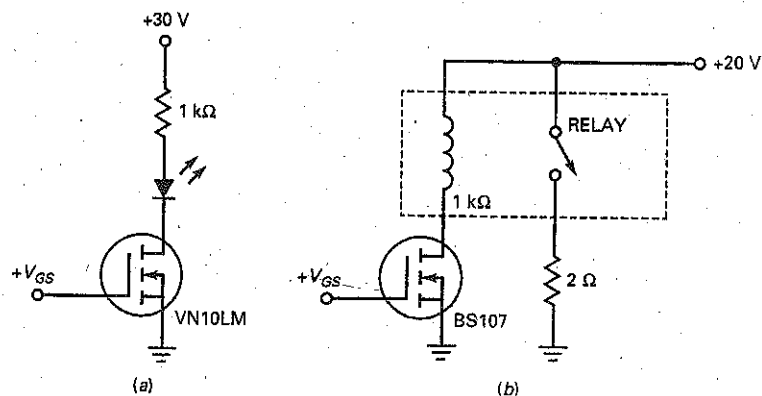 +30 V
1 kΩ
+V_GS
VN10LM
(a)
+20 V
RELAY
1 kΩ
+V_GS
BS107
2 Ω
(b)